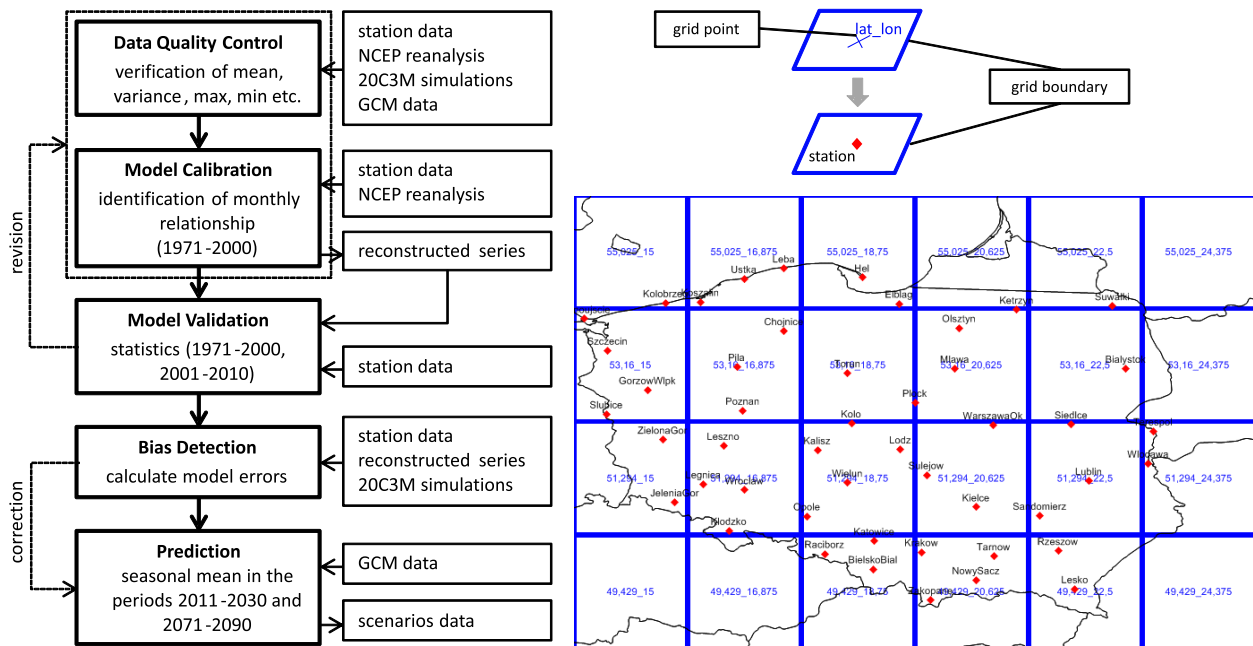 Data Quality Control
verification of mean,
variance, max, min etc.
station data
NCEP reanalysis
20C3M simulations
GCM data
Model Calibration
identification of monthly
relationship
(1971-2000)
station data
NCEP reanalysis
reconstructed series
revision
Model Validation
statistics (1971-2000,
2001-2010)
station data
Bias Detection
calculate model errors
station data
reconstructed series
20C3M simulations
correction
Prediction
seasonal mean in the
periods 2011-2030 and
2071-2090
GCM data
scenarios data
grid point
lat_lon
grid boundary
station
55,025_15
55,025_16,875
55,025_18,75
55,025_20,625
55,025_22,5
55,025_24,375
Leba
Ustka
Hel
Kolobrzeg
Koszalin
Elblag
Ketrzyn
Suwalki
Chojnice
Olsztyn
Szczecin
53,16_15
Pila
53,16_16,875
Torun
53,16_18,75
Mlawa
53,16_20,625
53,16_22,5
Bialystok
53,16_24,375
GorzowWlpk
Slubice
Poznan
Plock
Kolo
WarszawaOk
Siedlce
Terespol
ZielonaGor
Leszno
Kalisz
Lodz
Wlodawa
51,294_15
Legnica
51,294_16,875
Wroclaw
Wielun
51,294_18,75
Sulejow
51,294_20,625
Lublin
51,294_22,5
51,294_24,375
JeleniaGor
Opole
Kielce
Sandomierz
Klodzko
Katowice
Raciborz
Krakow
Tarnow
Rzeszow
BielskoBial
NowySacz
Lesko
49,429_15
49,429_16,875
49,429_18,75
Zakopane
49,429_20,625
49,429_22,5
49,429_24,375